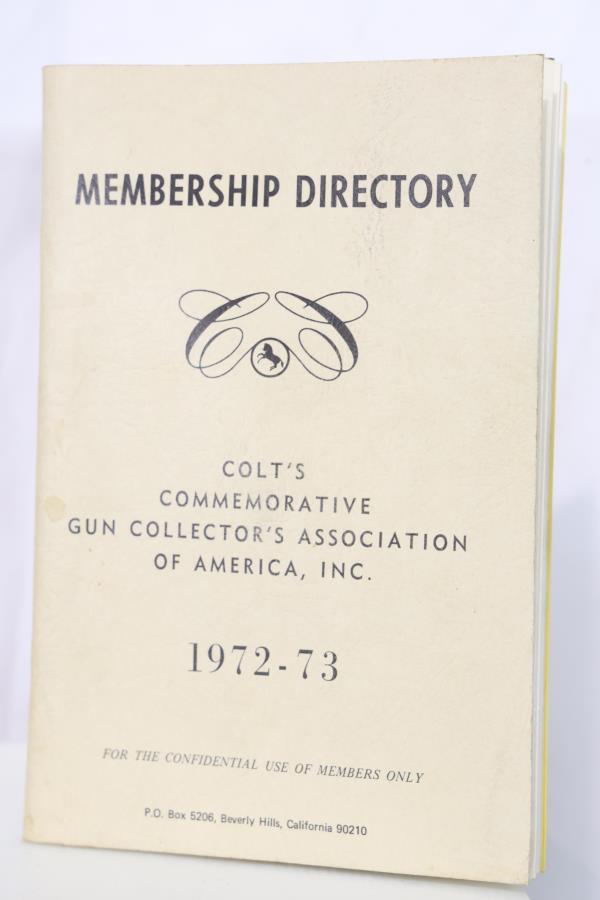 MEMBERSHIP DIRECTORY
COLT'S
COMMEMORATIVE
GUN COLLECTOR'S ASSOCIATION
OF AMERICA, INC.
1972-73
FOR THE CONFIDENTIAL USE OF MEMBERS ONLY
P.O. Box 5206, Beverly Hills, California 90210